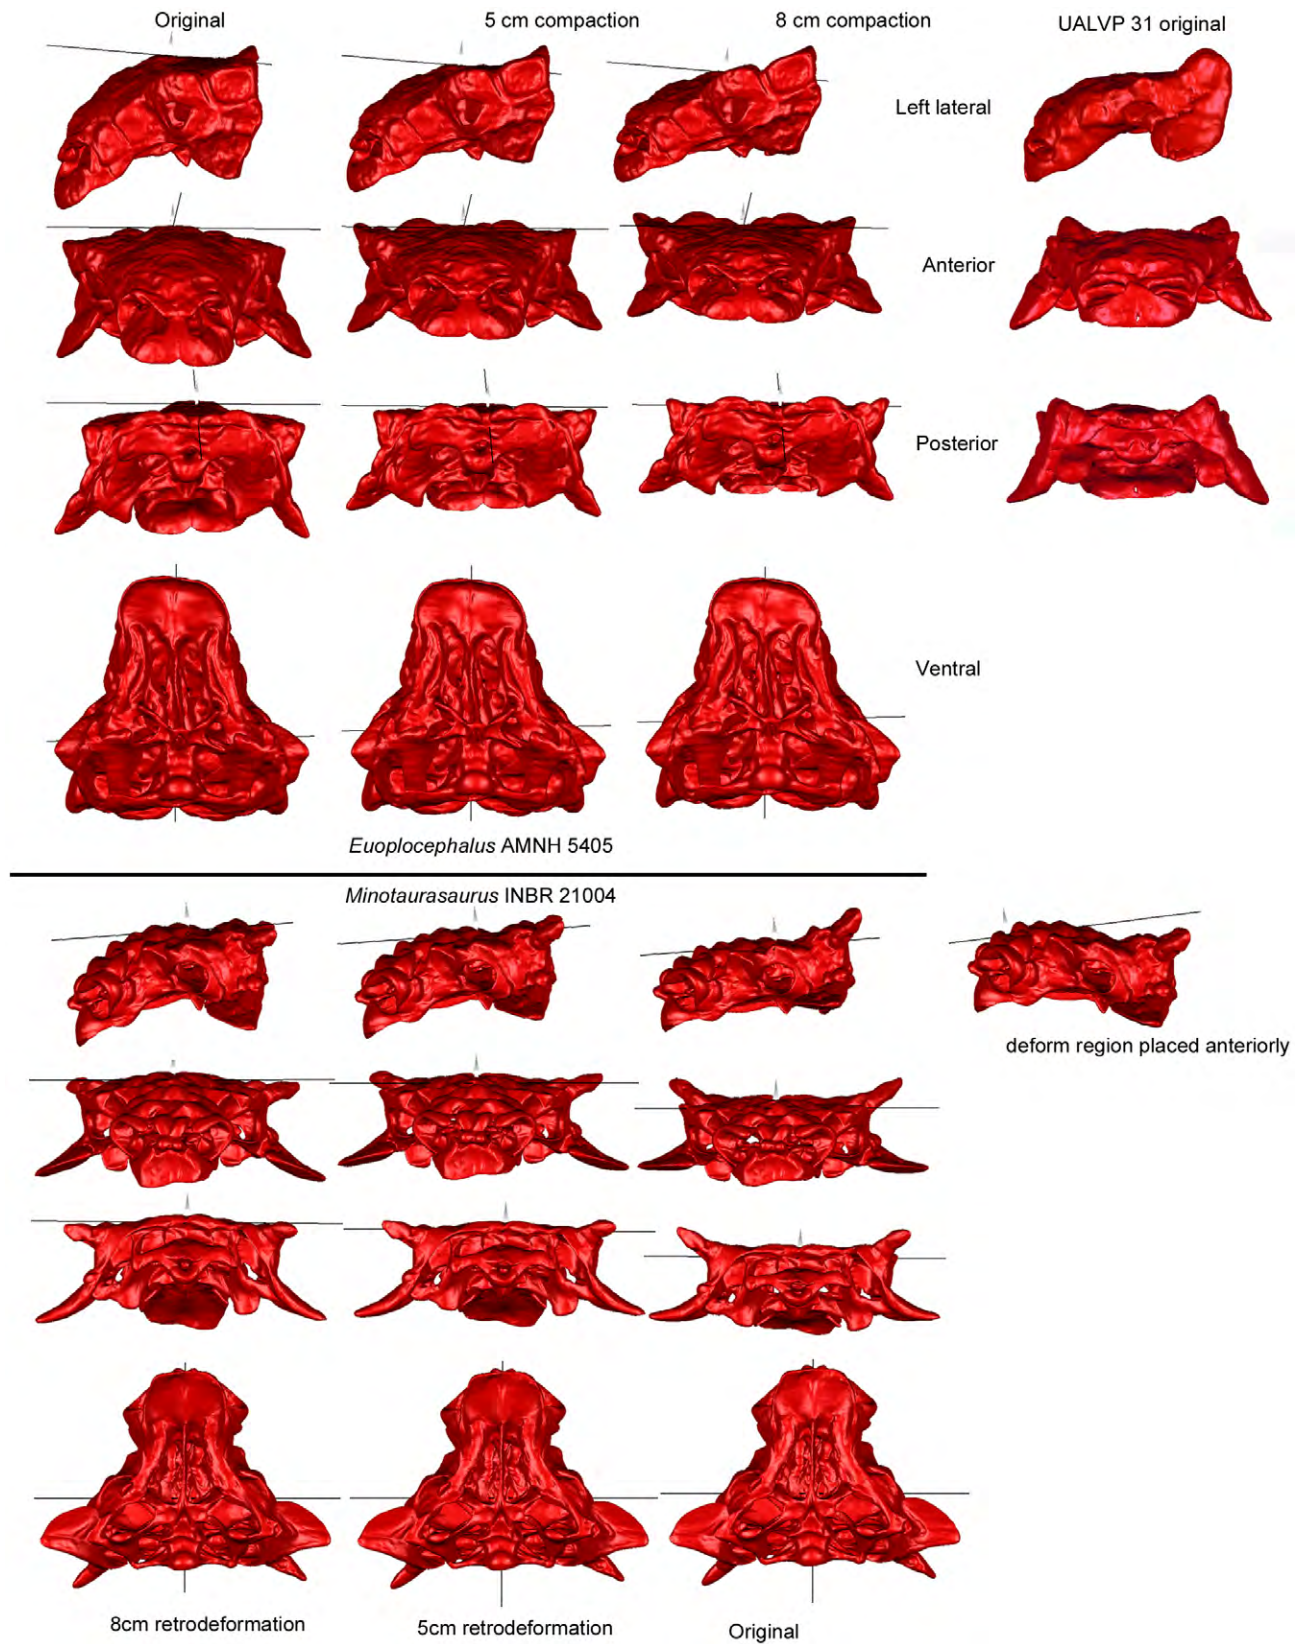 Original
5 cm compaction
8 cm compaction
UALVP 31 original
Left lateral
Anterior
Posterior
Ventral
Euoplocephalus AMNH 5405
Minotaurasaurus INBR 21004
deform region placed anteriorly
8cm retrodeformation
5cm retrodeformation
Original